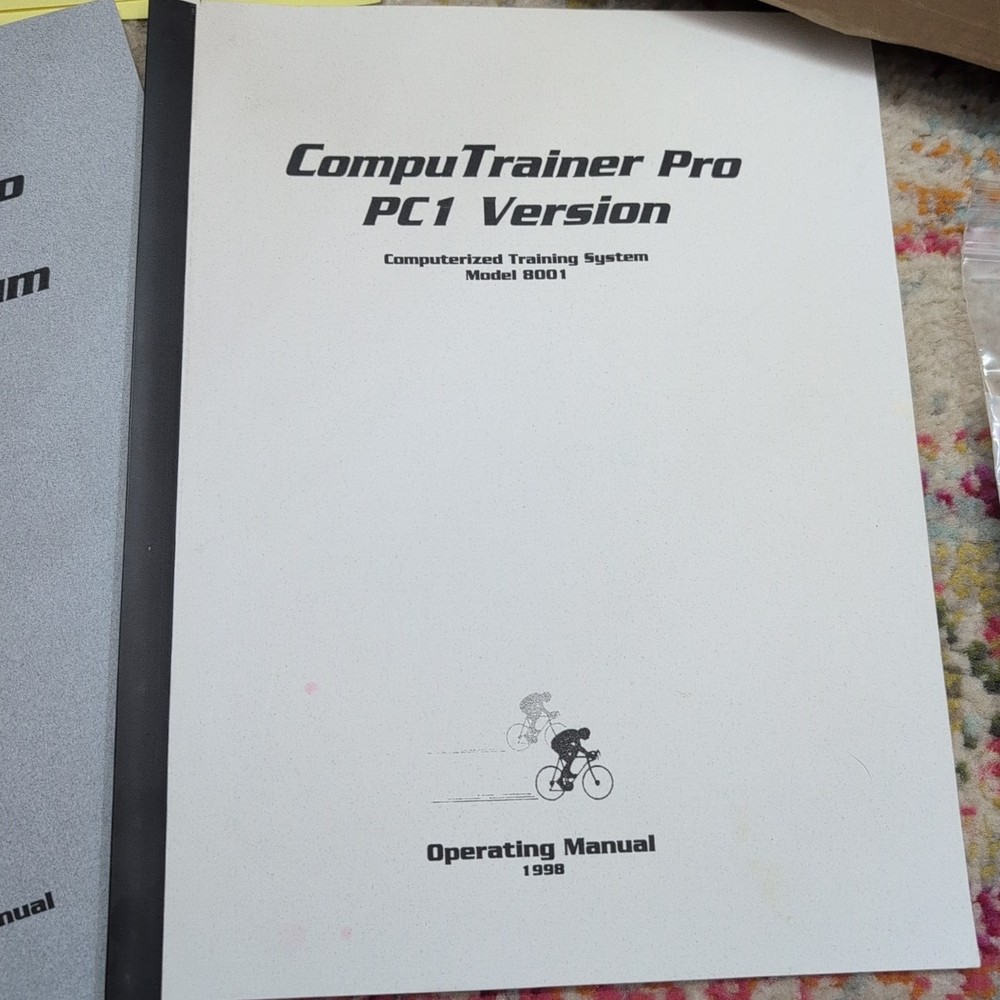 CompuTrainer Pro
PC1 Version
Computerized Training System
Model 8001
Operating Manual
1998